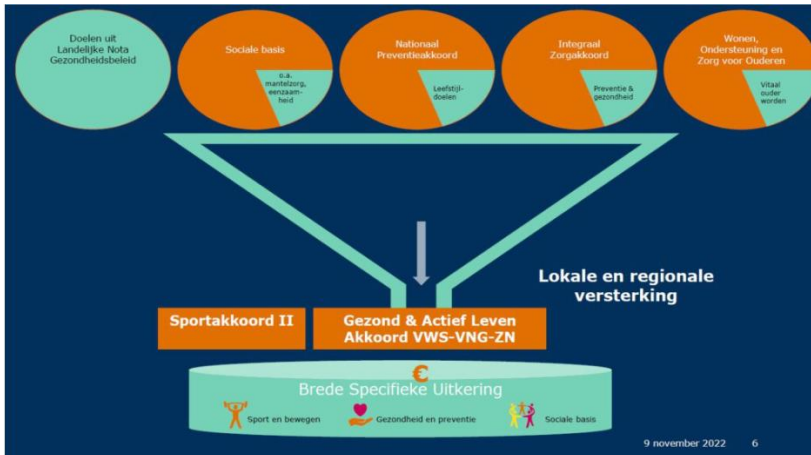 Doelen uit
Landelijke Nota
Gezondheidsbeleid
Sociale basis
o.a.
mantelzorg,
eenzaam-
heid
Nationaal
Preventieakkoord
Leefstijl-
doelen
Integraal
Zorgakkoord
Preventie &
gezondheid
Wonen,
Ondersteuning en
Zorg voor Ouderen
Vitaal
ouder
worden
Lokale en regionale
versterking
Sportakkoord II
Gezond & Actief Leven
Akkoord VWS-VNG-ZN
€
Brede Specifieke Uitkering
Sport en bewegen
Gezondheid en preventie
Sociale basis
9 november 2022 6